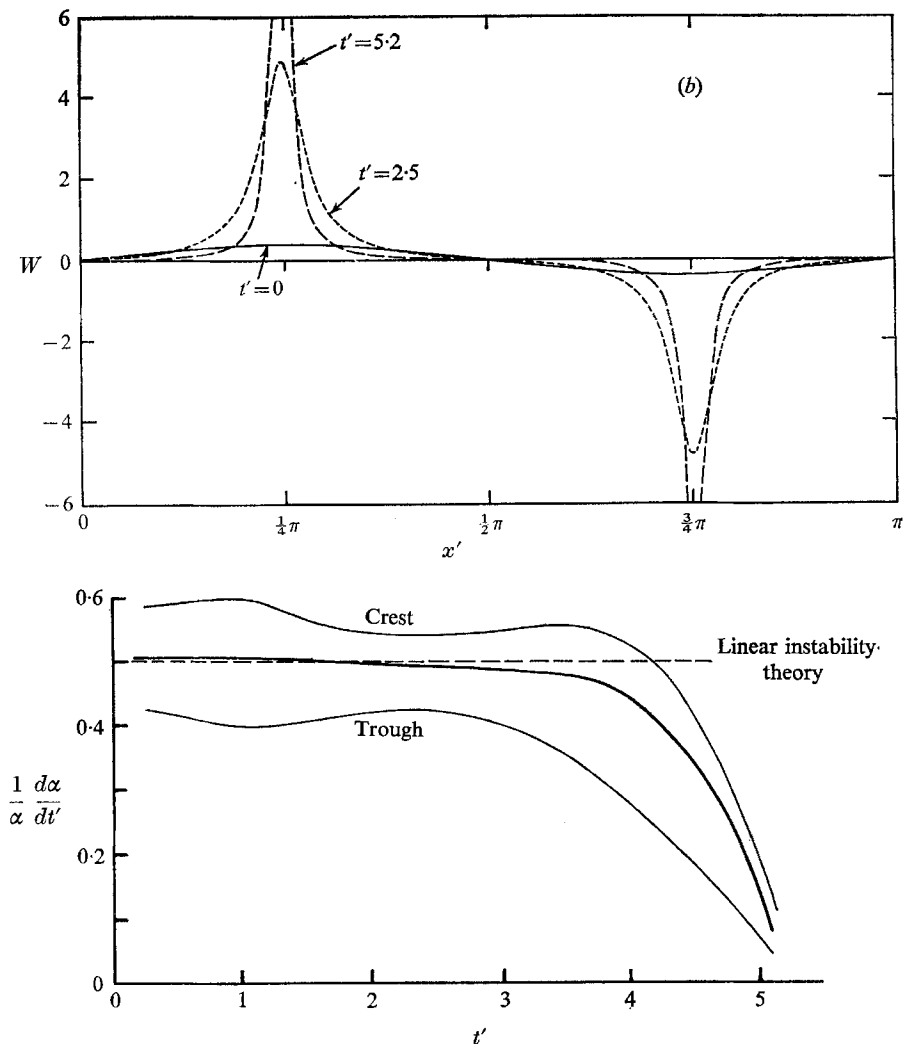 6
t′=5·2
(b)
4
2
t′=2·5
W
0
t′=0
−2
−4
−6
0
¼π
½π
¾π
π
x′
0·6
Crest
Linear instability
theory
0·4
Trough
1 dα
α dt′
0·2
0
0
1
2
3
4
5
t′